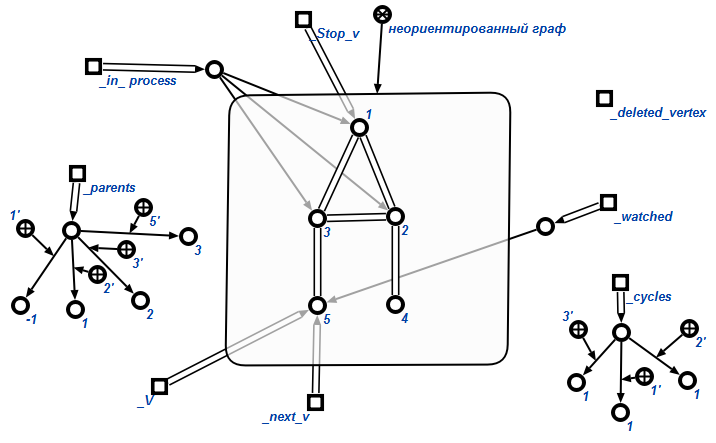 _Stop_v
неориентированный граф
_in_ process
1
_deleted_vertex
_parents
1'
5'
_watched
3
2
3'
3
2'
_cycles
-1
1
2
5
4
3'
2'
1'
1
1
1
_V
_next_v